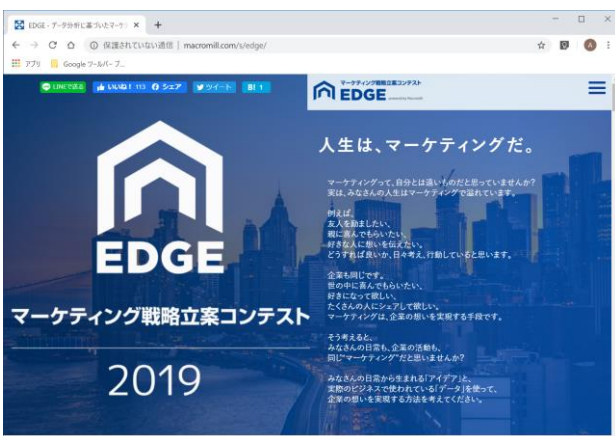 EDGE - データ分析に基づいたマーケ
保護されていない通信 | macromill.com/s/edge/
アプリ Google ツールバー ブ...
LINEで送る いいね! 113 シェア ツイート B! 1
マーケティング戦略立案コンテスト
EDGE
EDGE
マーケティング戦略立案コンテスト
2019
人生は、マーケティングだ。
マーケティングって、自分とは遠いものだと思っていませんか?
実は、みなさんの人生はマーケティングで溢れています。
例えば、
友人を励ましたい、
親に喜んでもらいたい、
好きな人に想いを伝えたい。
どうすれば良いか、日々考え、行動していると思います。
企業も同じです。
世の中に喜んでもらいたい、
好きになって欲しい、
たくさんの人にシェアして欲しい。
マーケティングは、企業の想いを実現する手段です。
そう考えると、
みなさんの日常も、企業の活動も、
同じ"マーケティング"だと思いませんか?
みなさんの日常から生まれる「アイデア」と、
実際のビジネスで使われている「データ」を使って、
企業の想いを実現する方法を考えてください。